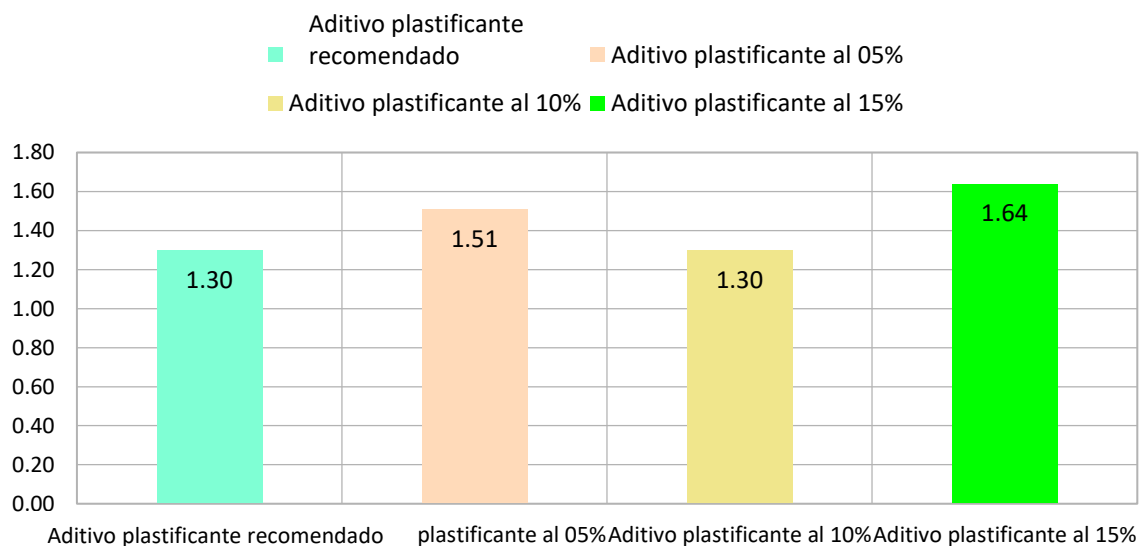 Aditivo plastificante
recomendado
Aditivo plastificante al 05%
Aditivo plastificante al 10%
Aditivo plastificante al 15%
1.80
1.60
1.40
1.20
1.00
0.80
0.60
0.40
0.20
0.00
1.30
1.51
1.30
1.64
Aditivo plastificante recomendado
plastificante al 05%
Aditivo plastificante al 10%
Aditivo plastificante al 15%